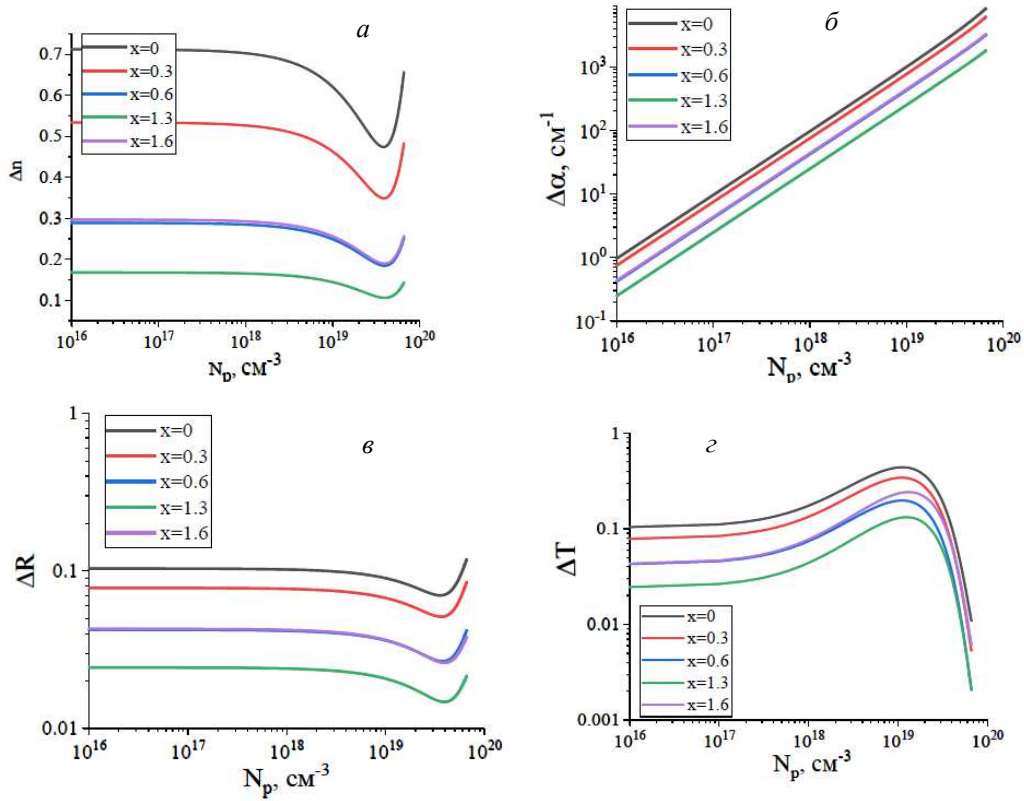 а
0.7
0.6
0.5
0.4
0.3
0.2
0.1
Δn
x=0
x=0.3
x=0.6
x=1.3
x=1.6
10^16 10^17 10^18 10^19 10^20
N_p, см^-3
б
10^3
10^2
10^1
10^0
10^-1
Δα, см^-1
x=0
x=0.3
x=0.6
x=1.3
x=1.6
10^16 10^17 10^18 10^19 10^20
N_p, см^-3
в
1
0.1
0.01
ΔR
x=0
x=0.3
x=0.6
x=1.3
x=1.6
10^16 10^17 10^18 10^19 10^20
N_p, см^-3
г
1
0.1
0.01
0.001
ΔT
x=0
x=0.3
x=0.6
x=1.3
x=1.6
10^16 10^17 10^18 10^19 10^20
N_p, см^-3